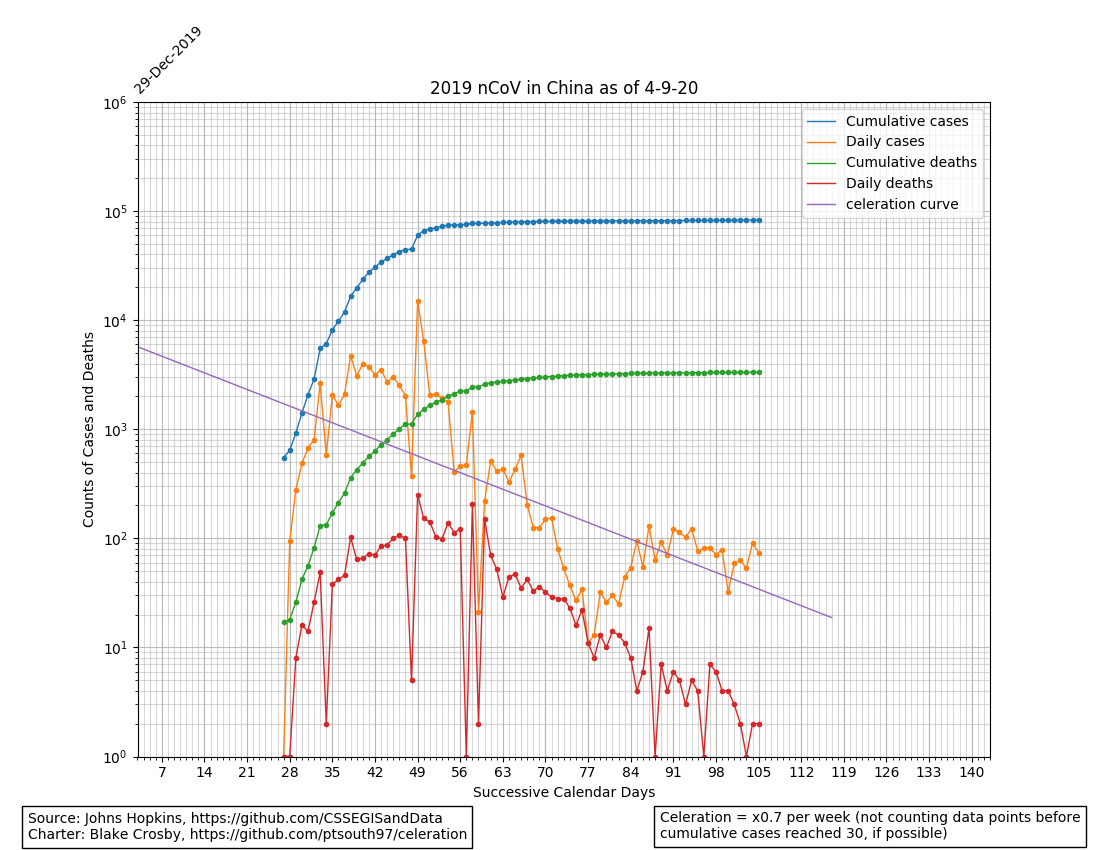 29-Dec-2019
2019 nCoV in China as of 4-9-20
10^6
10^5
10^4
10^3
10^2
10^1
10^0
Counts of Cases and Deaths
Cumulative cases
Daily cases
Cumulative deaths
Daily deaths
celeration curve
7 14 21 28 35 42 49 56 63 70 77 84 91 98 105 112 119 126 133 140
Successive Calendar Days
Source: Johns Hopkins, https://github.com/CSSEGISandData
Charter: Blake Crosby, https://github.com/ptsouth97/celeration
Celeration = x0.7 per week (not counting data points before
cumulative cases reached 30, if possible)